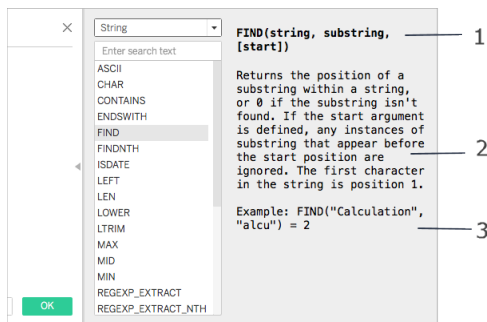 String
Enter search text
ASCII
CHAR
CONTAINS
ENDSWITH
FIND
FINDNTH
ISDATE
LEFT
LEN
LOWER
LTRIM
MAX
MID
MIN
REGEXP_EXTRACT
REGEXP_EXTRACT_NTH
OK
FIND(string, substring,
[start])
Returns the position of a
substring within a string,
or 0 if the substring isn't
found. If the start argument
is defined, any instances of
substring that appear before
the start position are
ignored. The first character
in the string is position 1.
Example: FIND("Calculation",
"alcu") = 2
1
2
3